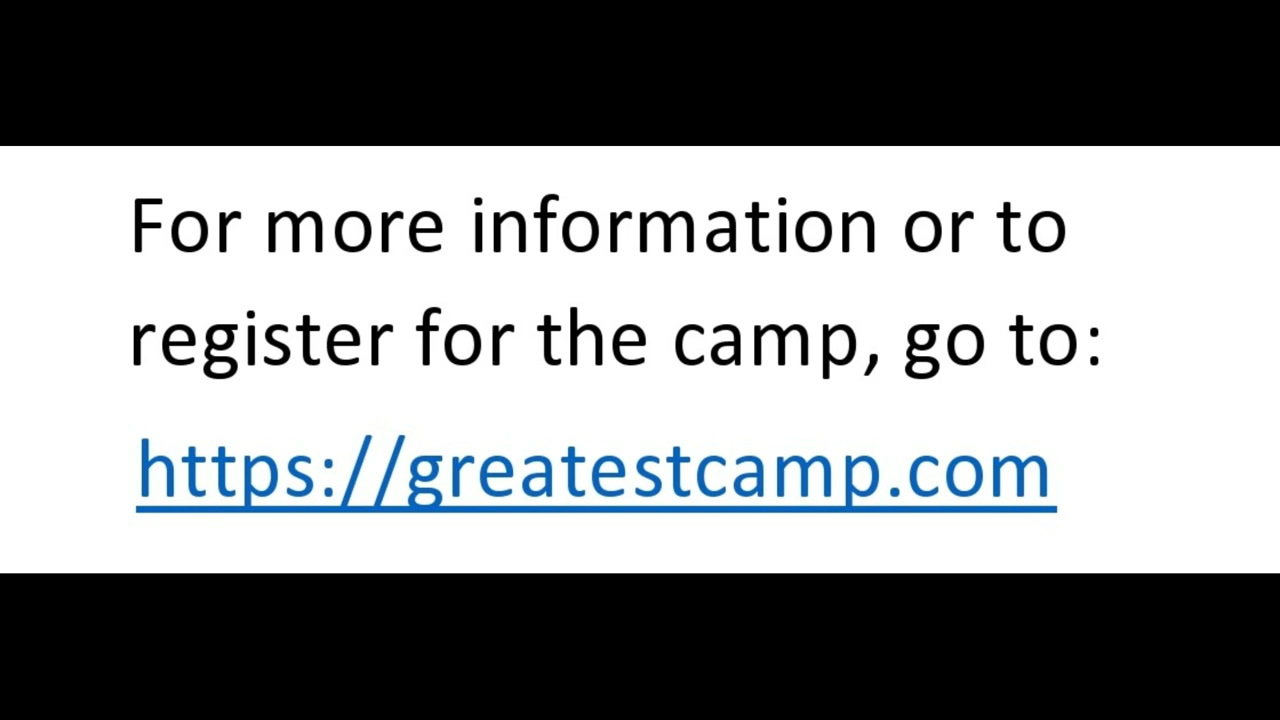 For more information or to
register for the camp, go to:
https://greatestcamp.com